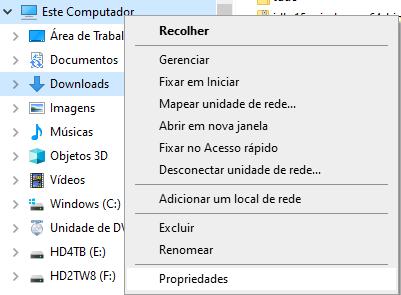 Este Computador
Área de Trabal
Documentos
Downloads
Imagens
Músicas
Objetos 3D
Vídeos
Windows (C:)
Unidade de DV
HD4TB (E:)
HD2TW8 (F:)
Recolher
Gerenciar
Fixar em Iniciar
Mapear unidade de rede...
Abrir em nova janela
Fixar no Acesso rápido
Desconectar unidade de rede...
Adicionar um local de rede
Excluir
Renomear
Propriedades